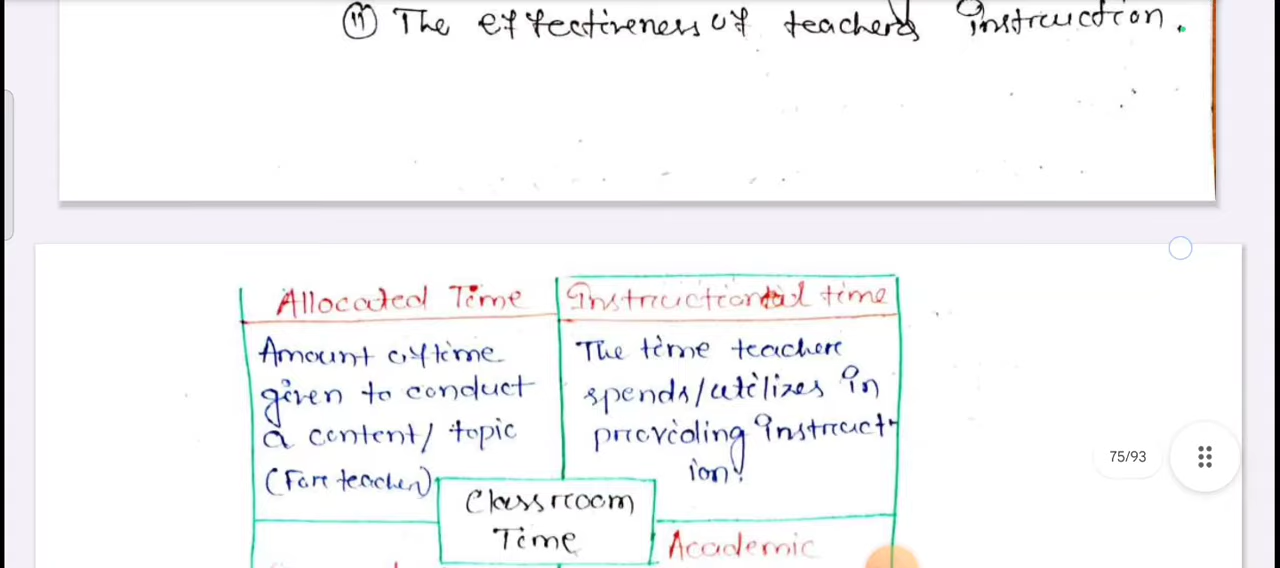 (11) The effectiveness of teachers instruction.
Allocated Time
Amount of time
given to conduct
a content/ topic
(For teacher)
Instructional time
The time teacher
spends/utilizes in
providing Instruct-
ion.
75/93
Classroom
Time
Academic